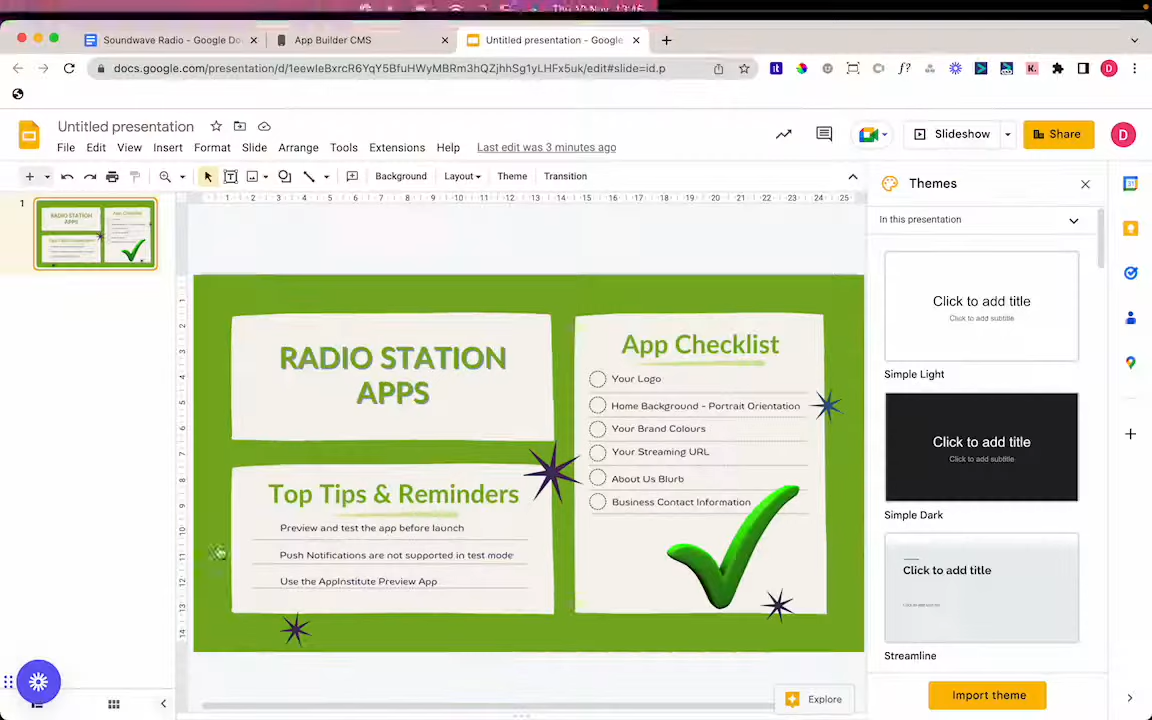 Thu 10 Nov 13:46
Soundwave Radio - Google Do
App Builder CMS
Untitled presentation - Google
docs.google.com/presentation/d/1eewIeBxrcR6YqY5BfuHWyMBRm3hQZjhhSg1yLHFx5uk/edit#slide=id.p
Untitled presentation
File Edit View Insert Format Slide Arrange Tools Extensions Help Last edit was 3 minutes ago
Slideshow
Share
D
Background Layout Theme Transition
Themes
In this presentation
RADIO STATION
APPS
Top Tips & Reminders
Preview and test the app before launch
Push Notifications are not supported in test mode
Use the AppInstitute Preview App
App Checklist
Your Logo
Home Background - Portrait Orientation
Your Brand Colours
Your Streaming URL
About Us Blurb
Business Contact Information
Click to add title
Click to add subtitle
Simple Light
Click to add title
Click to add subtitle
Simple Dark
Click to add title
Streamline
Import theme
Explore